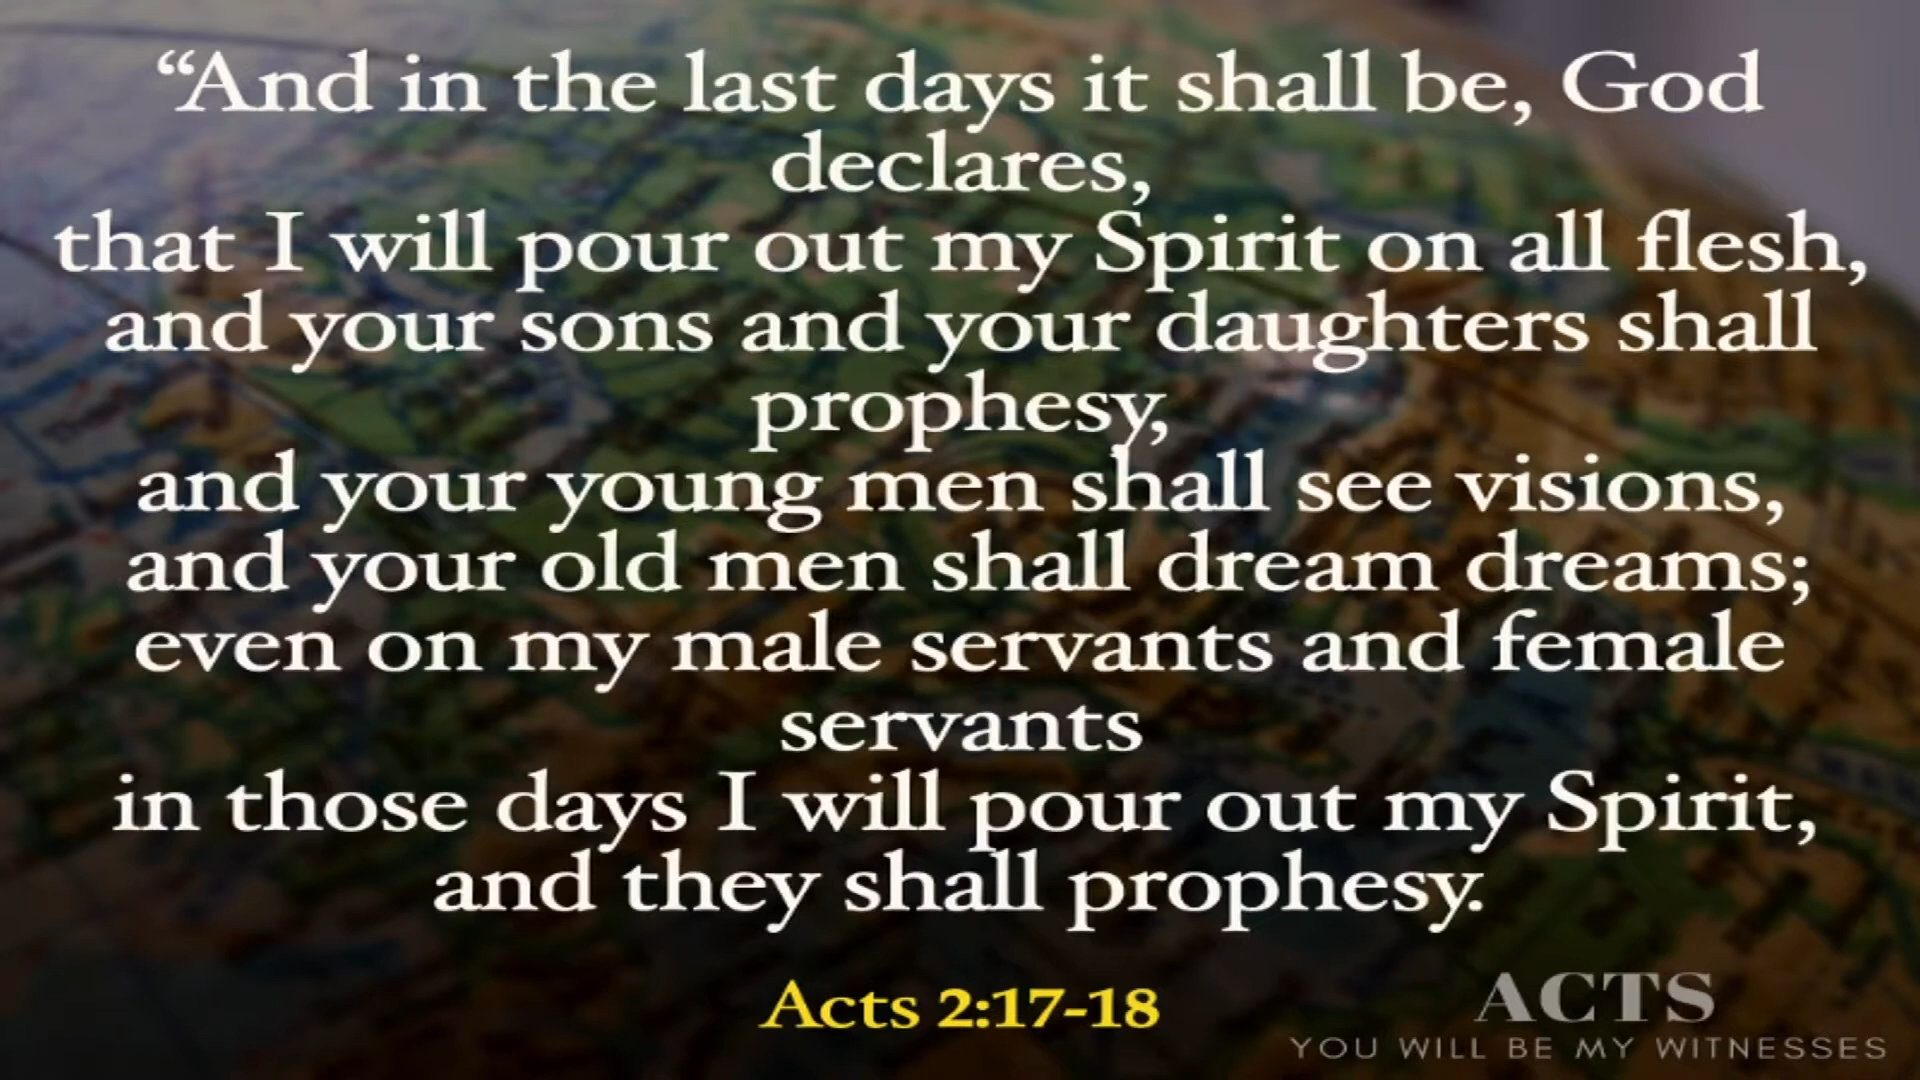 “And in the last days it shall be, God
declares,
that I will pour out my Spirit on all flesh,
and your sons and your daughters shall
prophesy,
and your young men shall see visions,
and your old men shall dream dreams;
even on my male servants and female
servants
in those days I will pour out my Spirit,
and they shall prophesy.
Acts 2:17-18
ACTS
YOU WILL BE MY WITNESSES